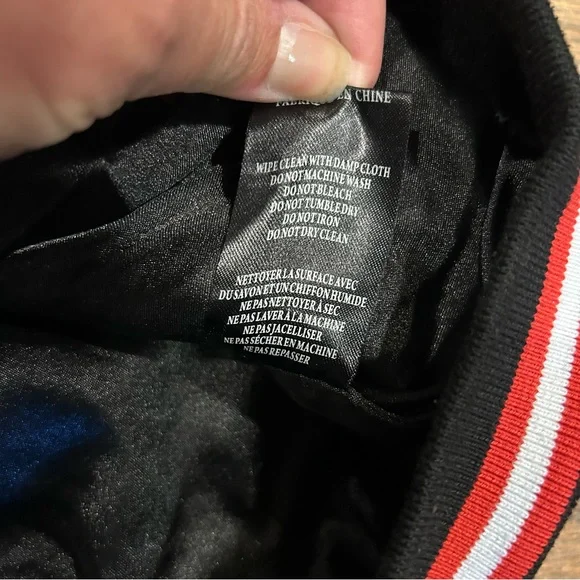 CHINE
WIPE CLEAN WITH DAMP CLOTH
DO NOT MACHINE WASH
DO NOT BLEACH
DO NOT TUMBLE DRY
DO NOT IRON
DO NOT DRY CLEAN
NETTOYER LA SURFACE AVEC
DU SAVON ET UN CHIFFON HUMIDE
NE PAS NETTOYER À SEC
NE PAS LAVER À LA MACHINE
NE PAS JACELLISER
NE PAS SÉCHER EN MACHINE
NE PAS REPASSER